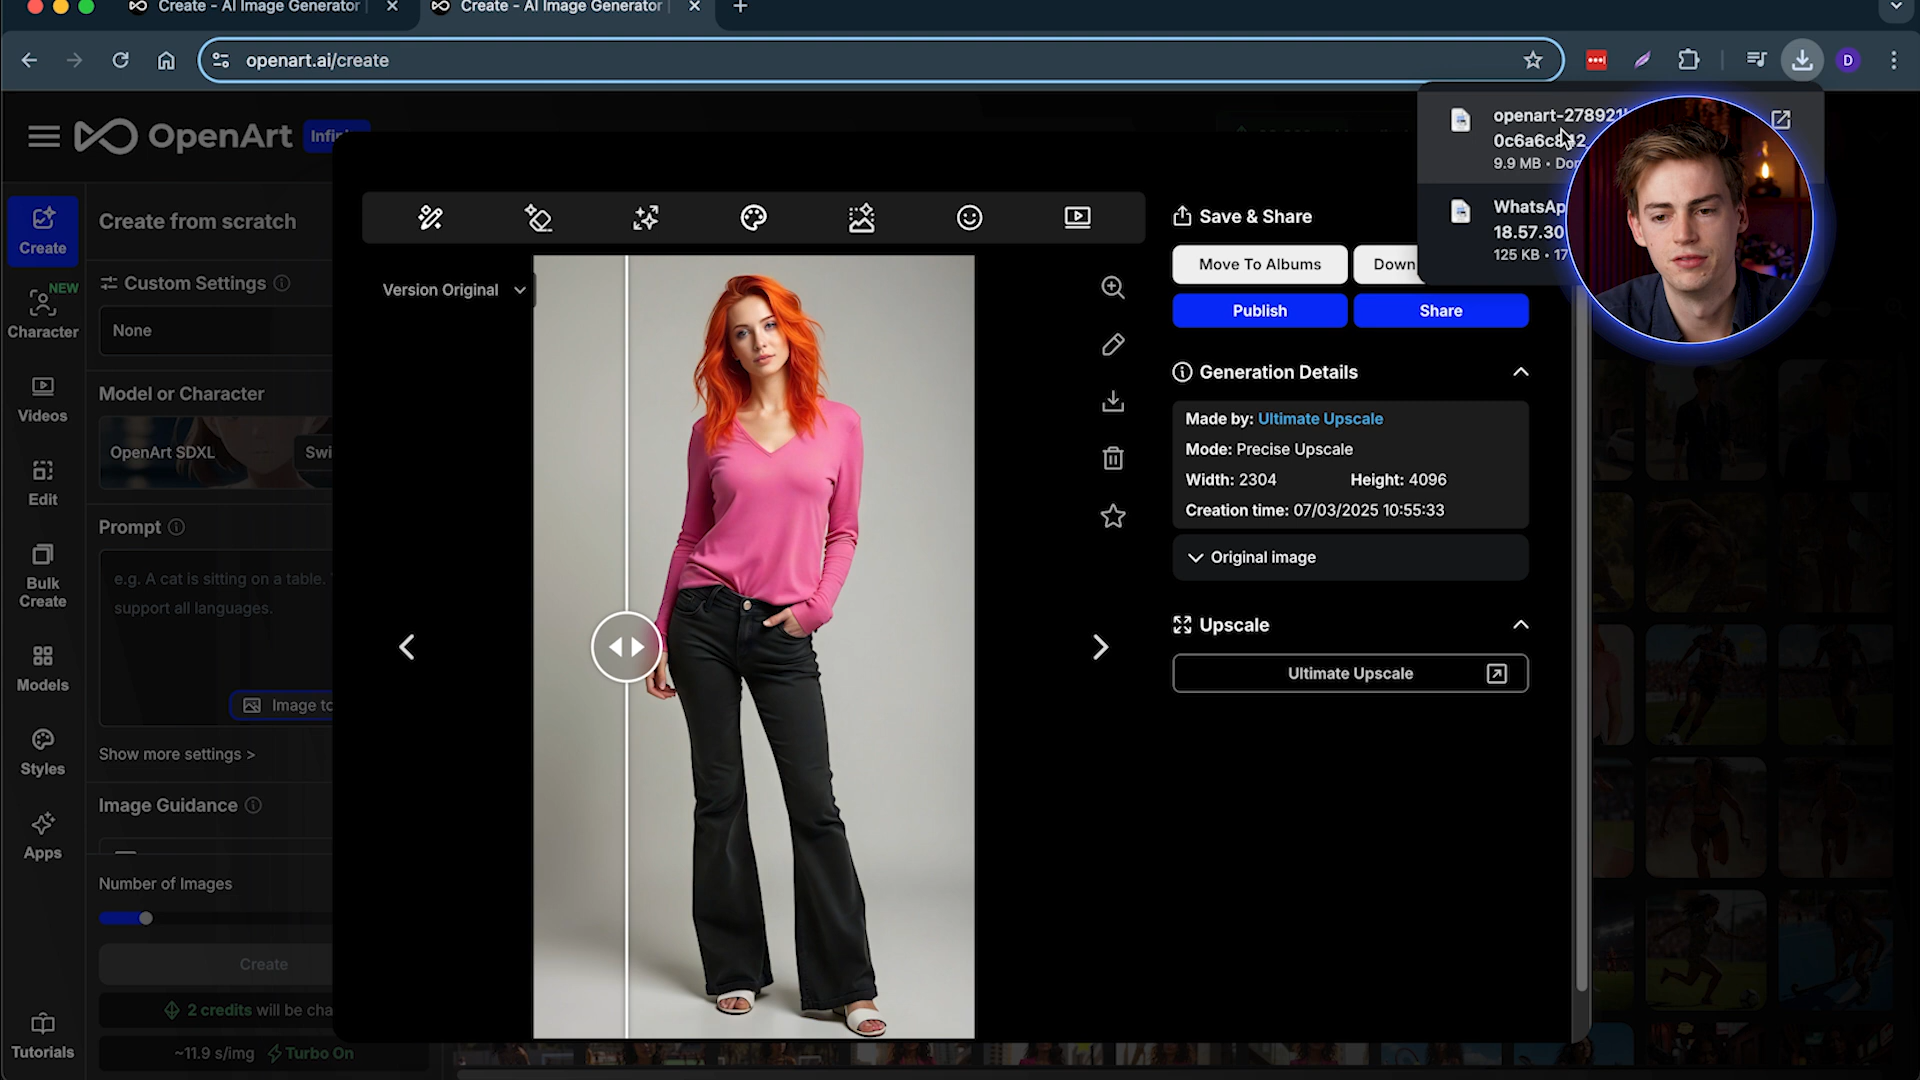 Create - AI Image Generator
Create - AI Image Generator
openart.ai/create
D
openart-278921
9.9 MB
WhatsAp
18.57.30
125 KB • 17
OpenArt
Infini
Create
NEW
Character
Videos
Edit
Bulk
Create
Models
Styles
Apps
Tutorials
Create from scratch
Custom Settings
None
Model or Character
OpenArt SDXL
Swi
Prompt
e.g. A cat is sitting on a table.
support all languages.
Image to
Show more settings >
Image Guidance
Number of Images
Create
2 credits will be cha
~11.9 s/img Turbo On
Version Original
Save & Share
Move To Albums
Down
Publish
Share
Generation Details
Made by: Ultimate Upscale
Mode: Precise Upscale
Width: 2304 Height: 4096
Creation time: 07/03/2025 10:55:33
Original image
Upscale
Ultimate Upscale